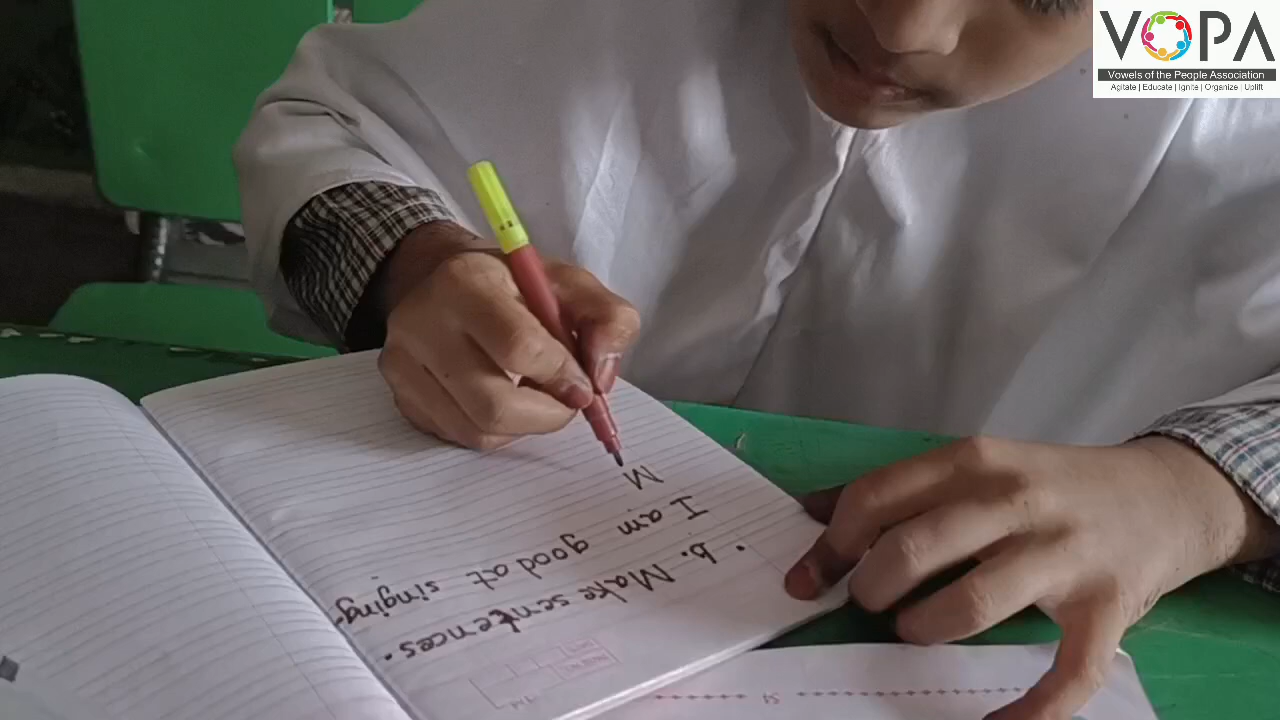 VOPA
Vowels of the People Association
Agitate | Educate | Ignite | Organize | Uplift
b. Make sentences.
I am good at singing.
M